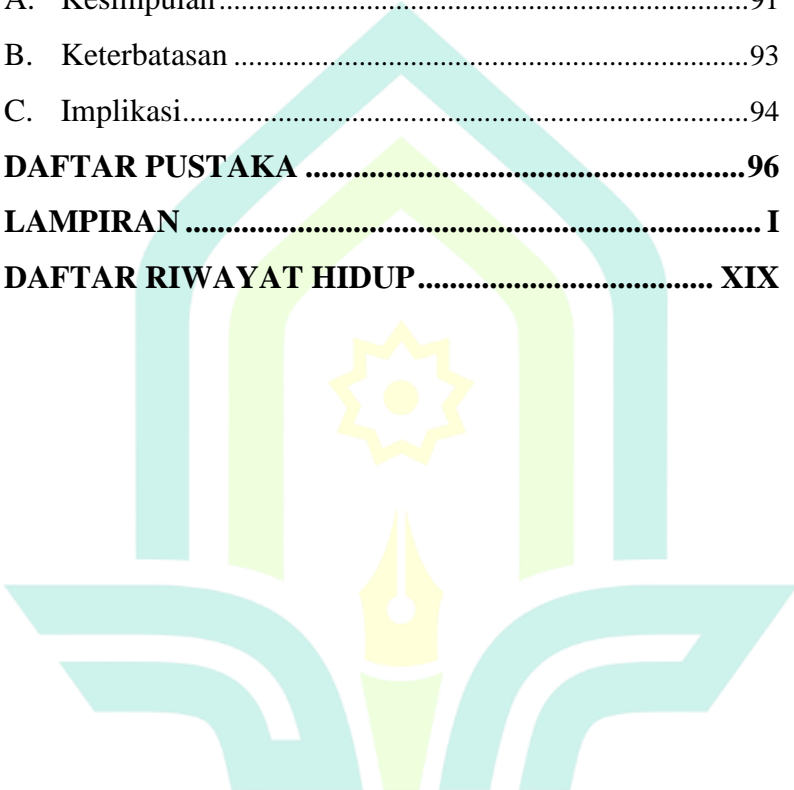 A. Kesimpulan....................................................................91
B. Keterbatasan ..................................................................93
C. Implikasi.........................................................................94
DAFTAR PUSTAKA .....................................................96
LAMPIRAN ..................................................................... I
DAFTAR RIWAYAT HIDUP.................................... XIX